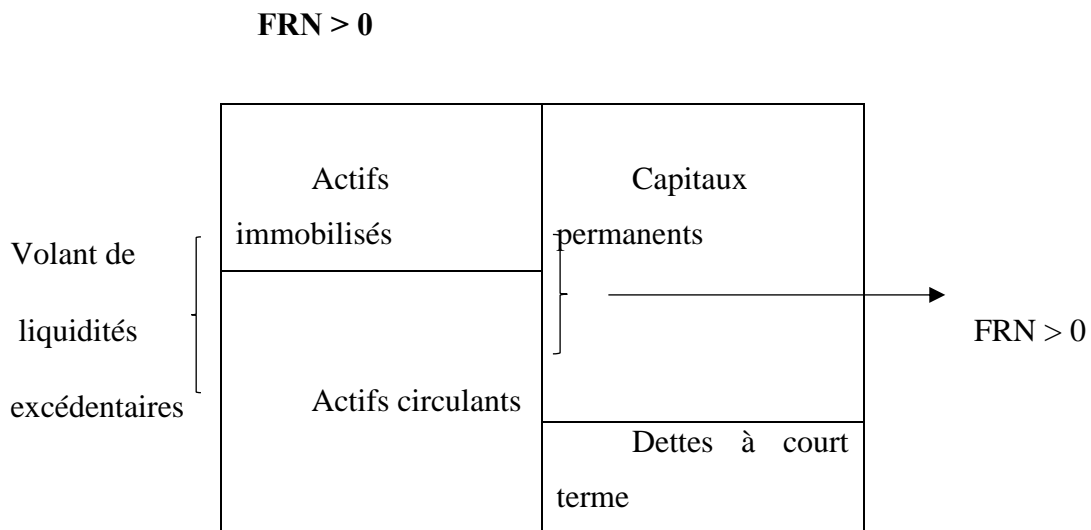 FRN > 0
Actifs
immobilisés
Capitaux
permanents
Volant de
liquidités
excédentaires
FRN > 0
Actifs circulants
Dettes à court
terme